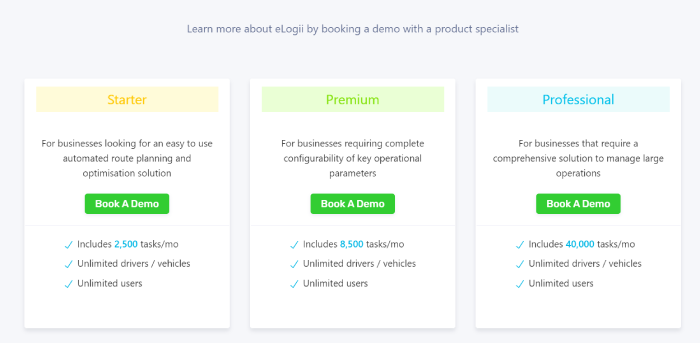 Learn more about eLogii by booking a demo with a product specialist
Starter
For businesses looking for an easy to use
automated route planning and
optimisation solution
Book A Demo
Includes 2,500 tasks/mo
Unlimited drivers / vehicles
Unlimited users
Premium
For businesses requiring complete
configurability of key operational
parameters
Book A Demo
Includes 8,500 tasks/mo
Unlimited drivers / vehicles
Unlimited users
Professional
For businesses that require a
comprehensive solution to manage large
operations
Book A Demo
Includes 40,000 tasks/mo
Unlimited drivers / vehicles
Unlimited users